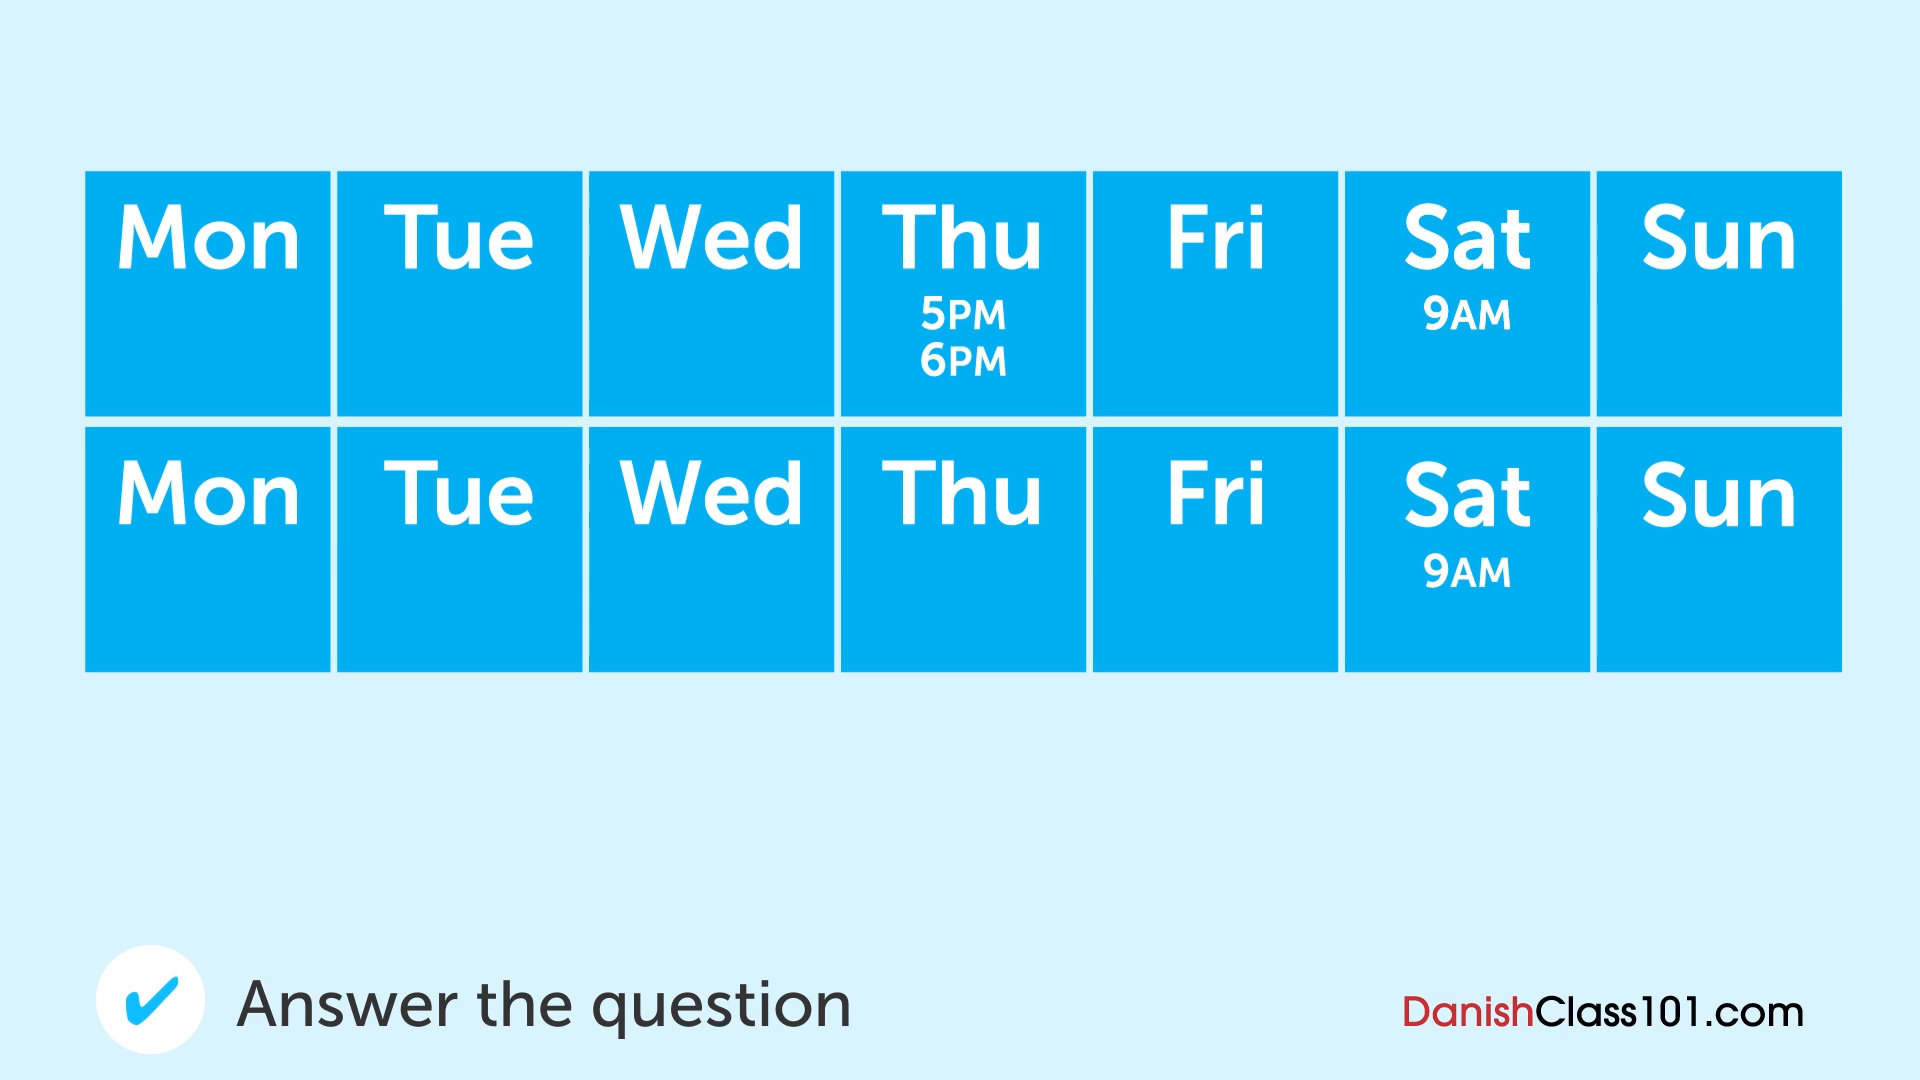 Mon Tue Wed Thu Fri Sat Sun
5PM 9AM
6PM
Mon Tue Wed Thu Fri Sat Sun
9AM
✔ Answer the question
DanishClass101.com